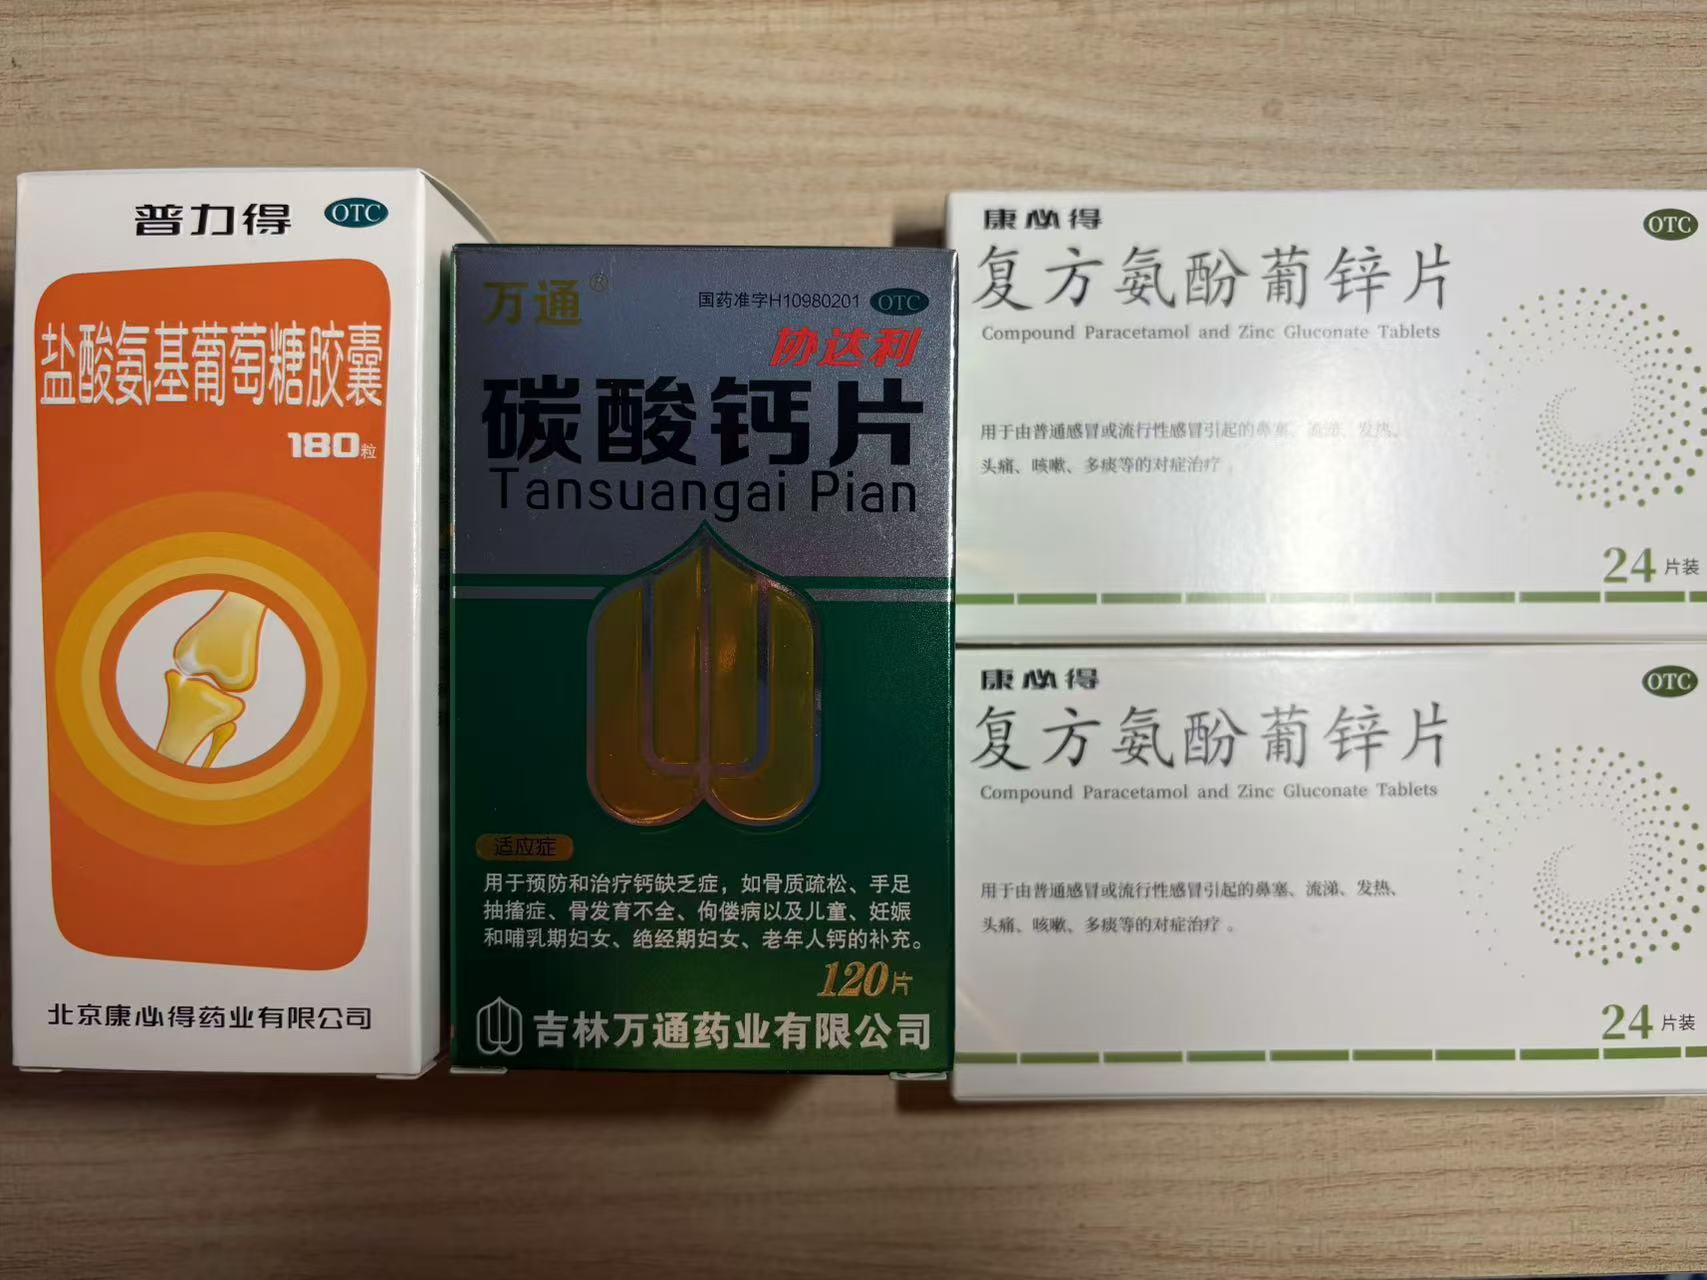 普力得
OTC
盐酸氨基葡萄糖胶囊
180粒
北京康必得药业有限公司
万通®
国药准字H10980201 OTC
协达利
碳酸钙片
Tansuangai Pian
适应症
用于预防和治疗钙缺乏症，如骨质疏松、手足
抽搐症、骨发育不全、佝偻病以及儿童、妊娠
和哺乳期妇女、绝经期妇女、老年人钙的补充。
120片
吉林万通药业有限公司
康必得
OTC
复方氨酚葡锌片
Compound Paracetamol and Zinc Gluconate Tablets
用于由普通感冒或流行性感冒引起的鼻塞、流涕、发热、
头痛、咳嗽、多痰等的对症治疗。
24片装
康必得
OTC
复方氨酚葡锌片
Compound Paracetamol and Zinc Gluconate Tablets
用于由普通感冒或流行性感冒引起的鼻塞、流涕、发热、
头痛、咳嗽、多痰等的对症治疗。
24片装